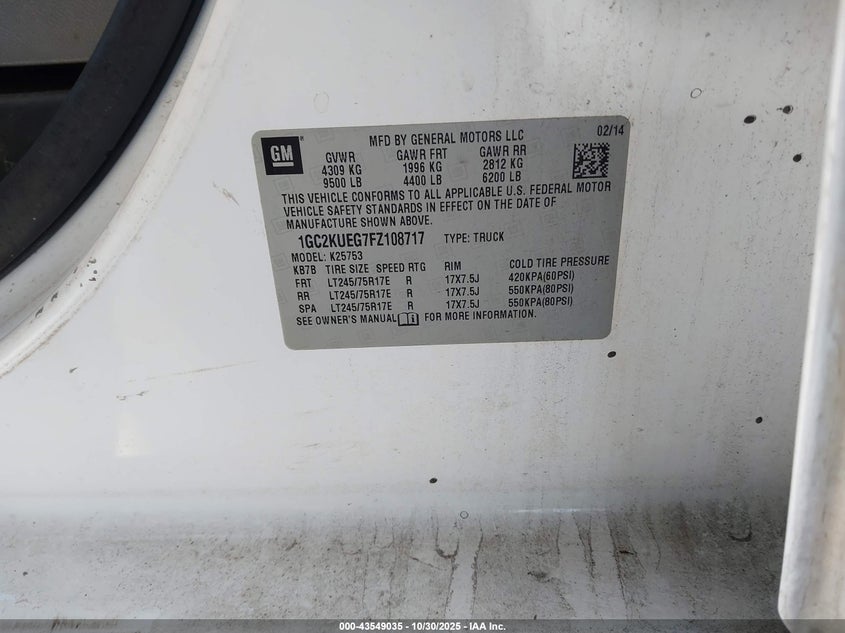 GM
MFD BY GENERAL MOTORS LLC
02/14
GVWR GAWR FRT GAWR RR
4309 KG 1996 KG 2812 KG
9500 LB 4400 LB 6200 LB
THIS VEHICLE CONFORMS TO ALL APPLICABLE U.S. FEDERAL MOTOR
VEHICLE SAFETY STANDARDS IN EFFECT ON THE DATE OF
MANUFACTURE SHOWN ABOVE.
1GC2KUEG7FZ108717 TYPE: TRUCK
MODEL: K25753
KB7B TIRE SIZE SPEED RTG RIM COLD TIRE PRESSURE
FRT LT245/75R17E R 17X7.5J 420KPA(60PSI)
RR LT245/75R17E R 17X7.5J 550KPA(80PSI)
SPA LT245/75R17E R 17X7.5J 550KPA(80PSI)
SEE OWNER'S MANUAL FOR MORE INFORMATION.
000-43549035 - 10/30/2025 - IAA Inc.